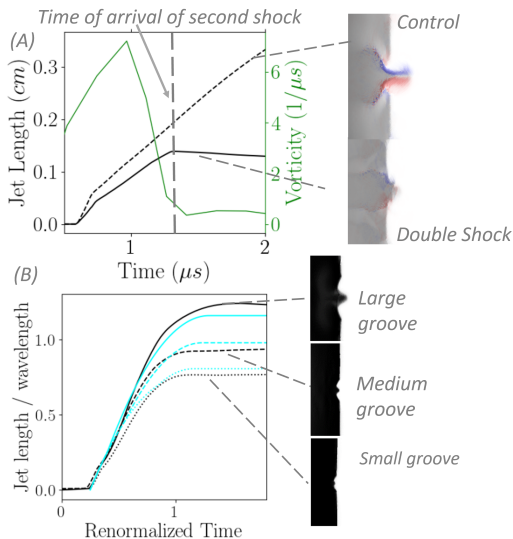 Time of arrival of second shock
(A)
Control
0.3
0.2
0.1
0.0
Jet Length (cm)
6
4
2
0
Vorticity (1/μs)
1
2
Time (μs)
Double Shock
(B)
1.0
0.5
0.0
Jet length / wavelength
0
1
Renormalized Time
Large
groove
Medium
groove
Small groove